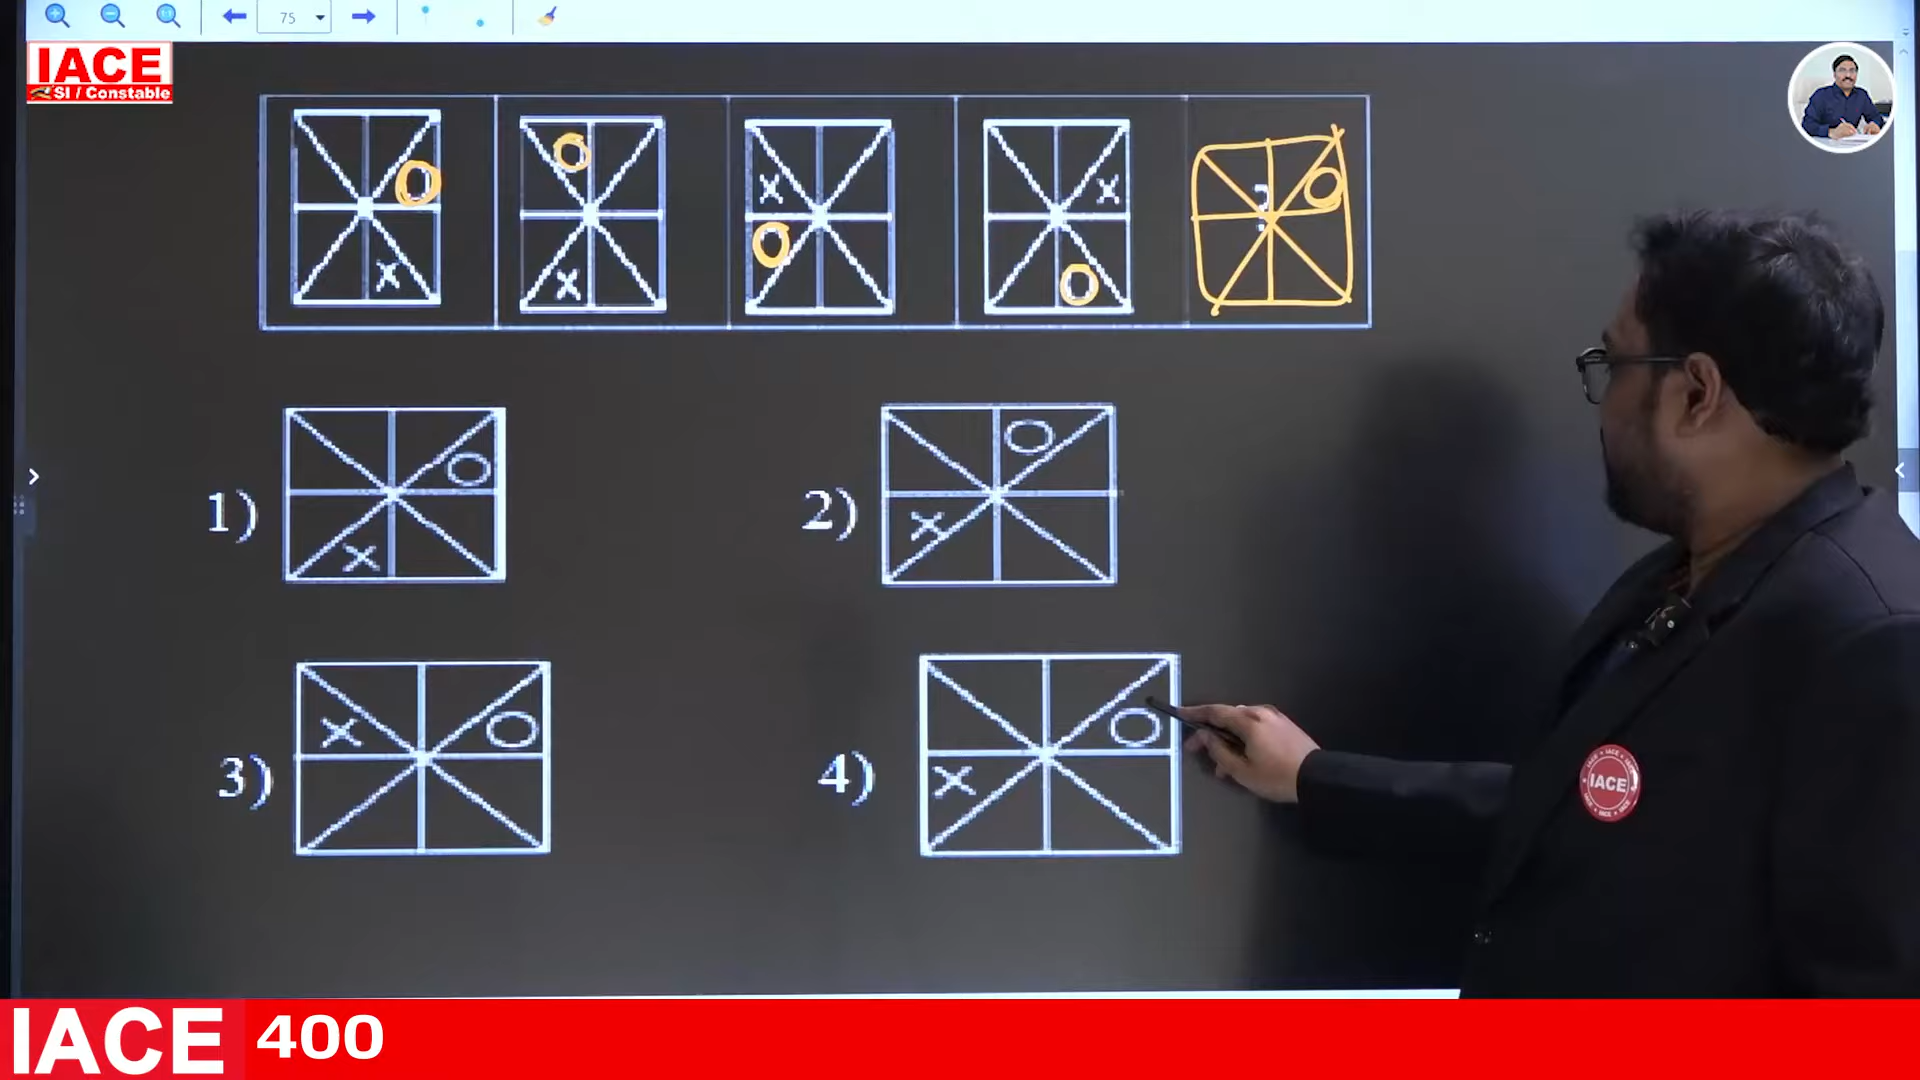 75
IACE
SI / Constable
X
X
X
X
?
1)
X
2)
X
3)
X
4)
X
IACE
IACE 400